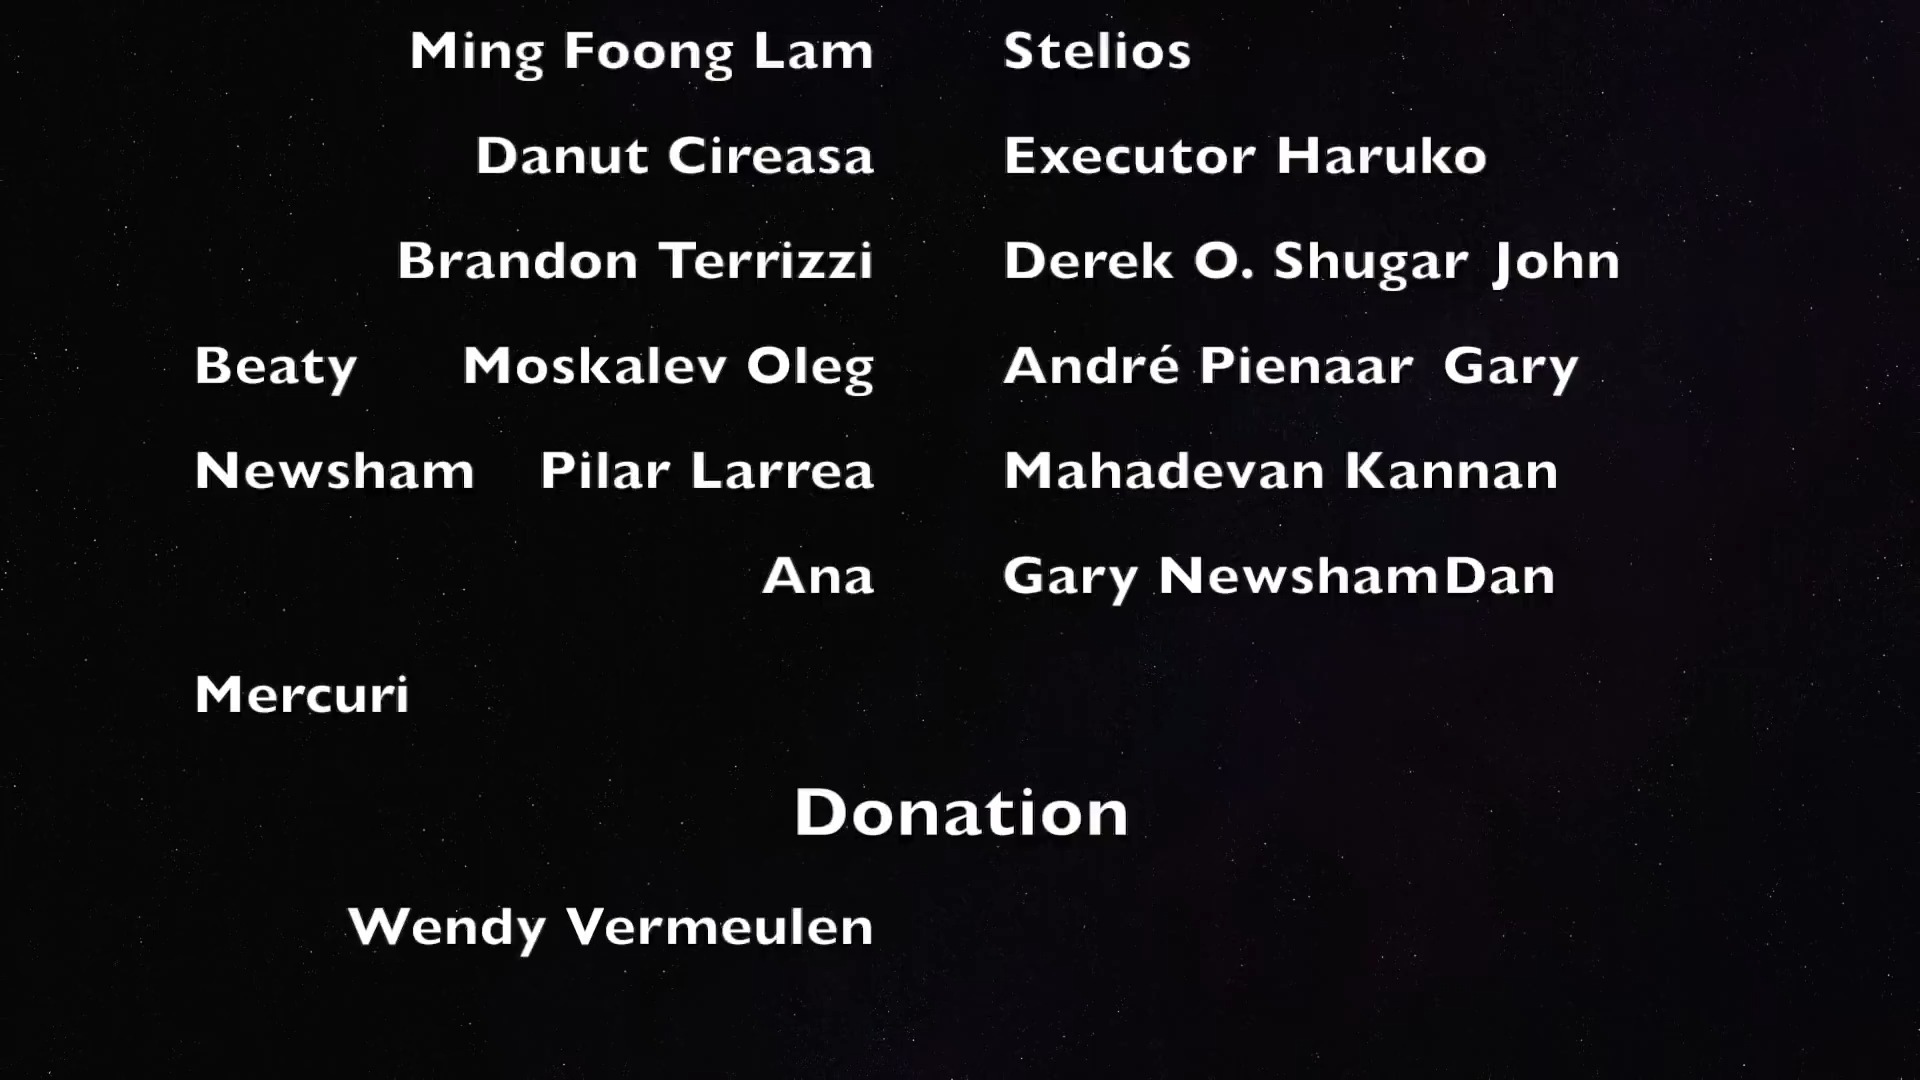 Ming Foong Lam Stelios
Danut Cireasa Executor Haruko
Brandon Terrizzi Derek O. Shugar John
Beaty Moskalev Oleg André Pienaar Gary
Newsham Pilar Larrea Mahadevan Kannan
Ana Gary NewshamDan
Mercuri
Donation
Wendy Vermeulen